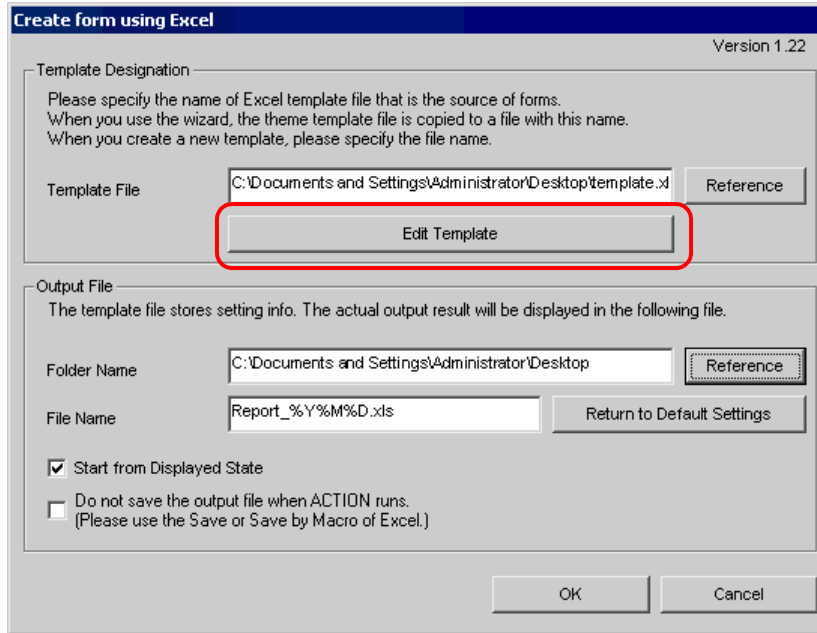 Create form using Excel
Version 1.22
Template Designation
Please specify the name of Excel template file that is the source of forms.
When you use the wizard, the theme template file is copied to a file with this name.
When you create a new template, please specify the file name.
Template File
C:\Documents and Settings\Administrator\Desktop\template.xl
Reference
Edit Template
Output File
The template file stores setting info. The actual output result will be displayed in the following file.
Folder Name
C:\Documents and Settings\Administrator\Desktop
Reference
File Name
Report_%Y%M%D.xls
Return to Default Settings
Start from Displayed State
Do not save the output file when ACTION runs.
(Please use the Save or Save by Macro of Excel.)
OK
Cancel